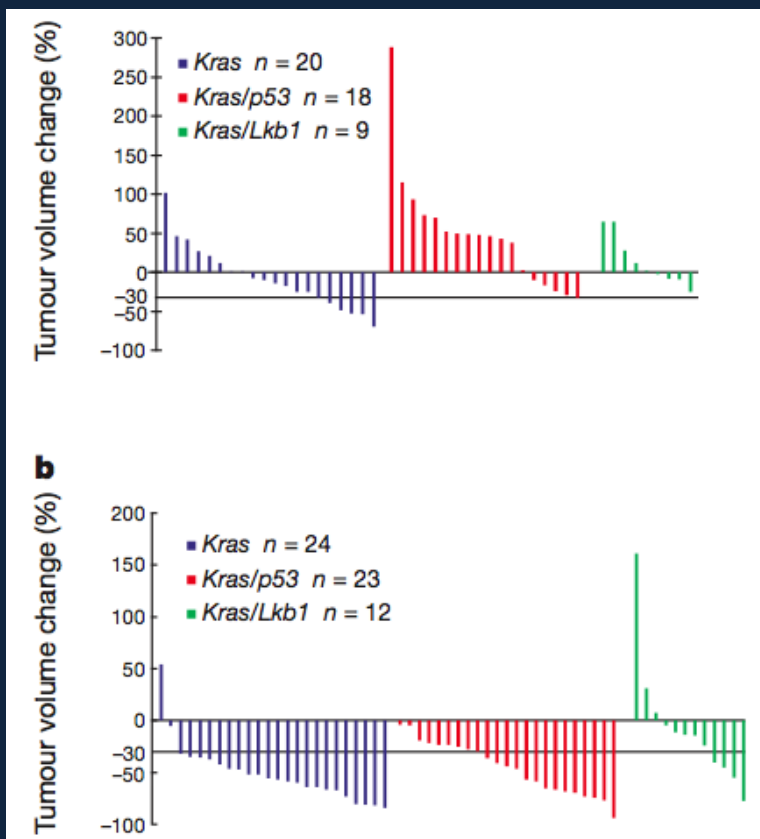 Tumour volume change (%)
300
250
200
150
100
50
0
–30
–50
–100
Kras n = 20
Kras/p53 n = 18
Kras/Lkb1 n = 9
b
Tumour volume change (%)
200
150
100
50
0
–30
–50
–100
Kras n = 24
Kras/p53 n = 23
Kras/Lkb1 n = 12